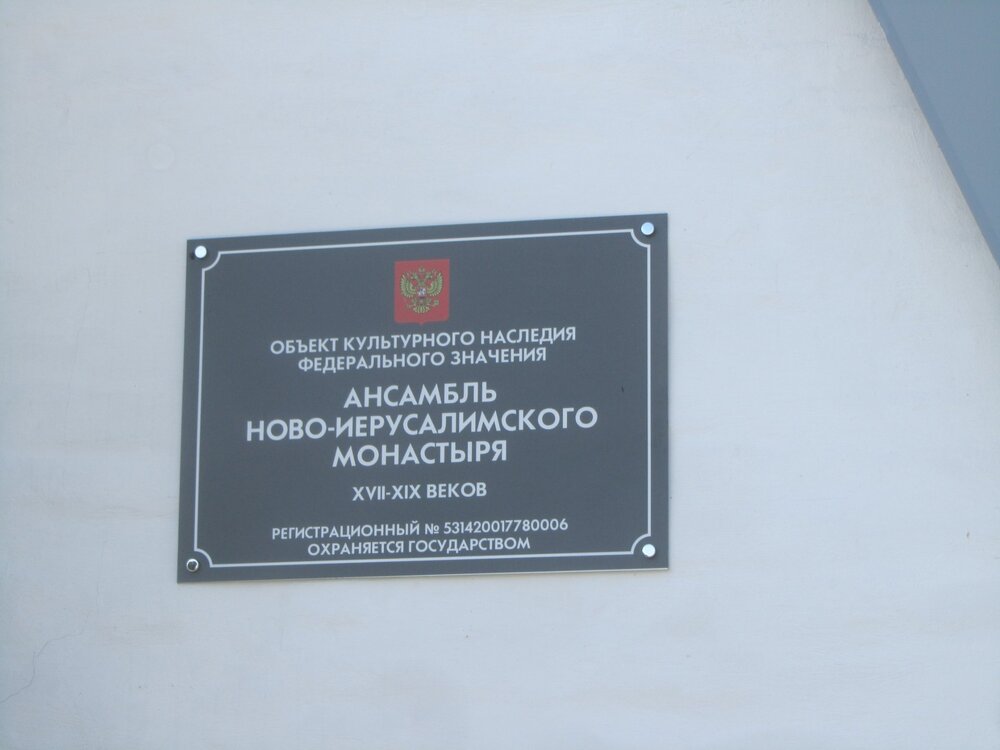 ОБЪЕКТ КУЛЬТУРНОГО НАСЛЕДИЯ
ФЕДЕРАЛЬНОГО ЗНАЧЕНИЯ
АНСАМБЛЬ
НОВО-ИЕРУСАЛИМСКОГО
МОНАСТЫРЯ
XVII-XIX ВЕКОВ
РЕГИСТРАЦИОННЫЙ № 531420017780006
ОХРАНЯЕТСЯ ГОСУДАРСТВОМ